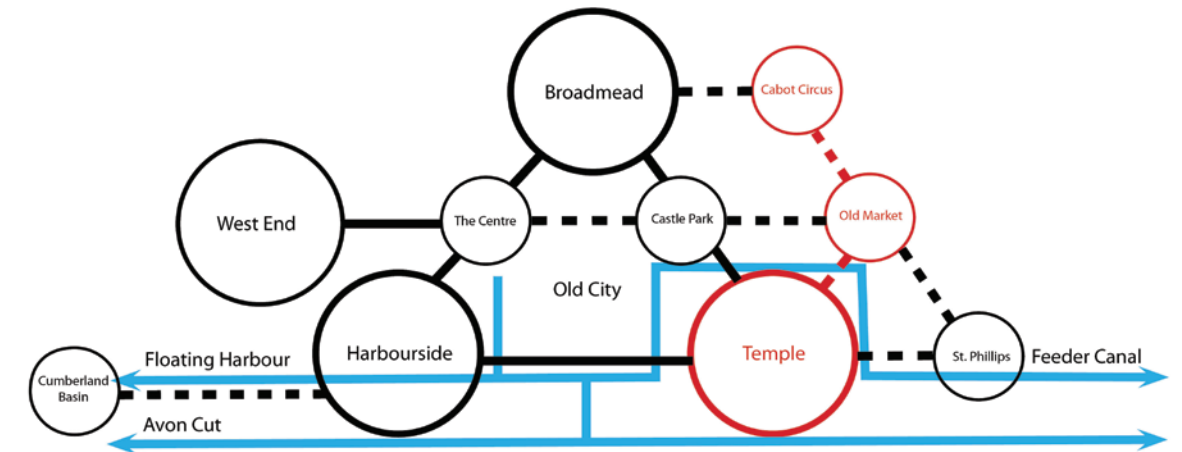 Broadmead
Cabot Circus
West End
The Centre
Castle Park
Old Market
Old City
Floating Harbour
Harbourside
Temple
St. Phillips
Feeder Canal
Cumberland
Basin
Avon Cut